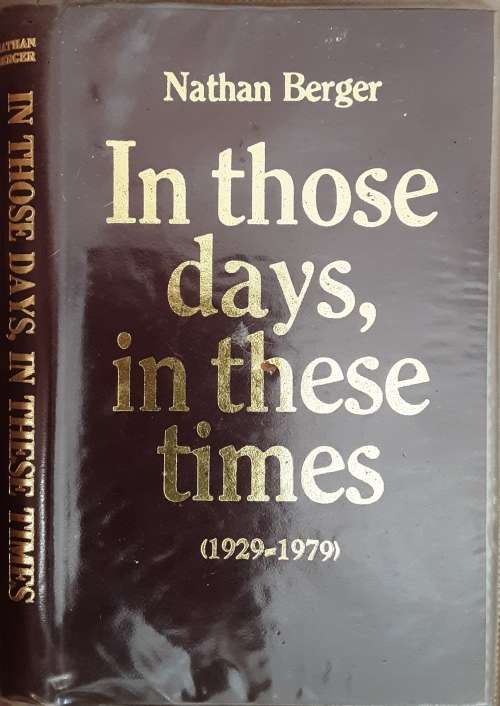 NATHAN
BERGER
IN THOSE DAYS, IN THESE TIMES
Nathan Berger
In those
days,
in these
times
(1929-1979)